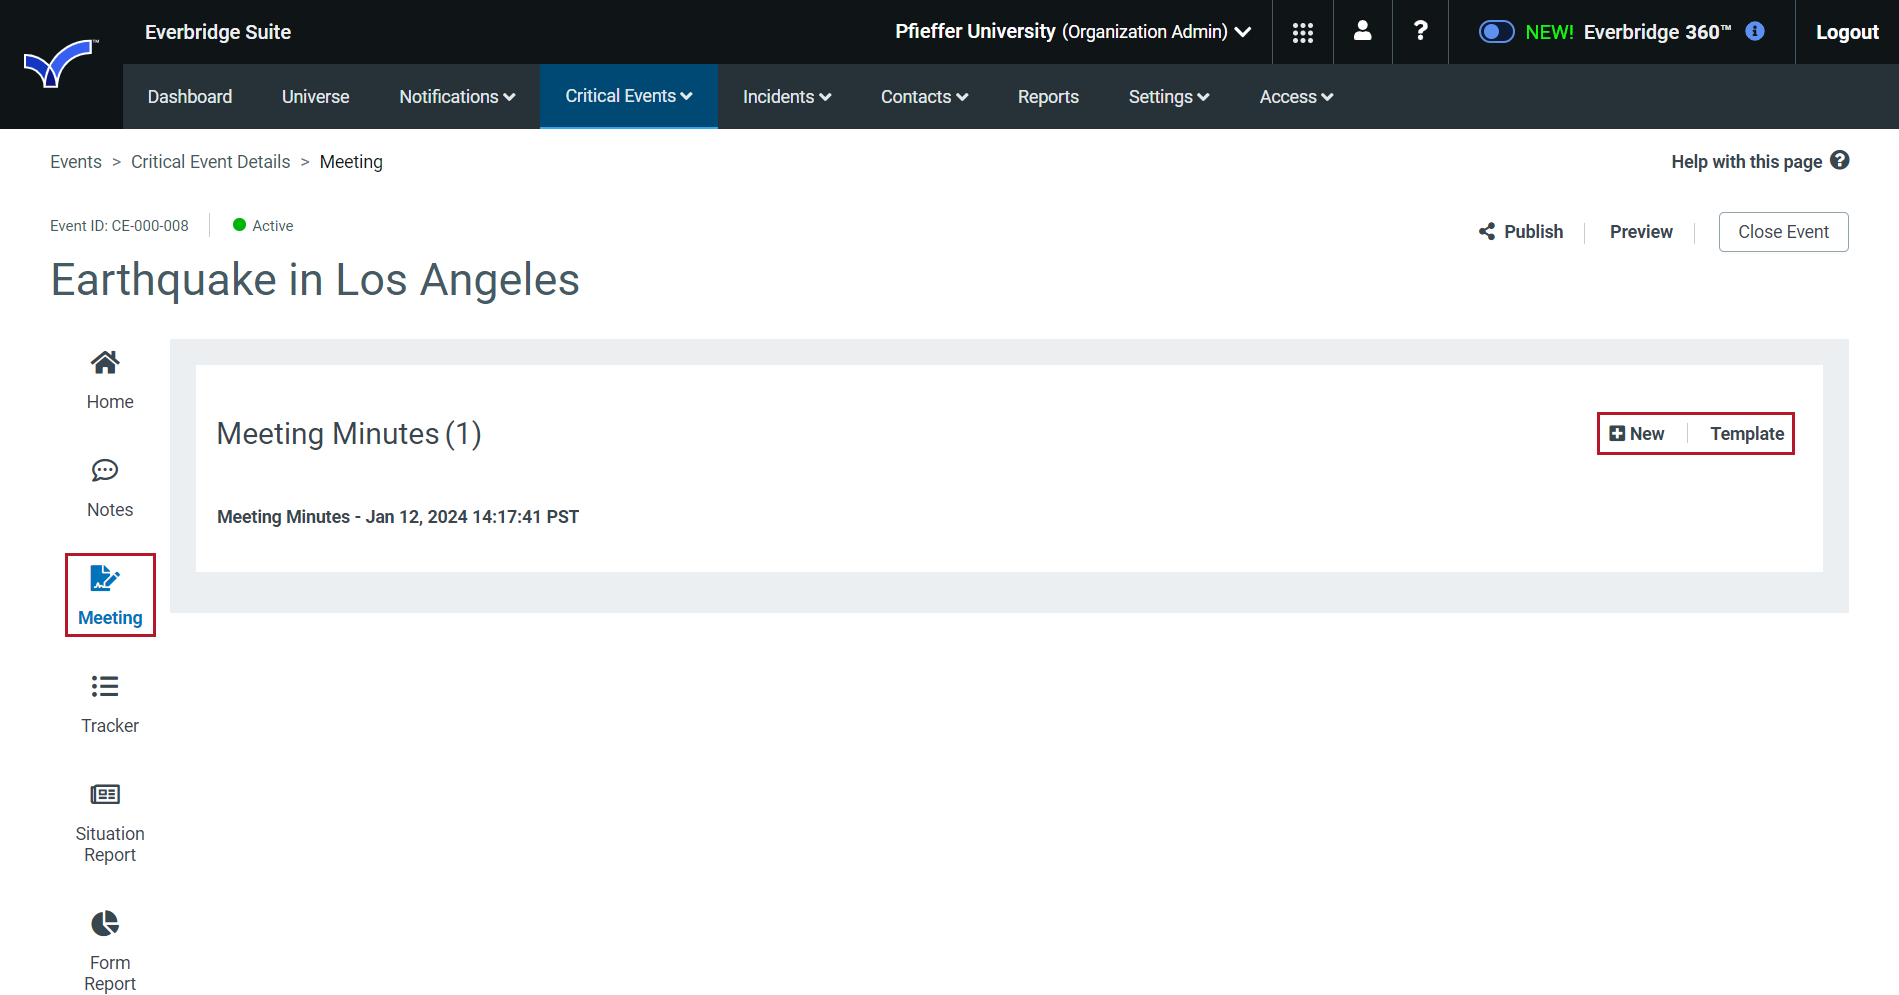 Everbridge Suite
Pfieffer University (Organization Admin)
?
NEW! Everbridge 360™
Logout
Dashboard Universe Notifications Critical Events Incidents Contacts Reports Settings Access
Events > Critical Event Details > Meeting
Help with this page ?
Event ID: CE-000-008
Active
Publish
Preview
Close Event
Earthquake in Los Angeles
Home
Notes
Meeting
Tracker
Situation
Report
Form
Report
Meeting Minutes (1)
New
Template
Meeting Minutes - Jan 12, 2024 14:17:41 PST